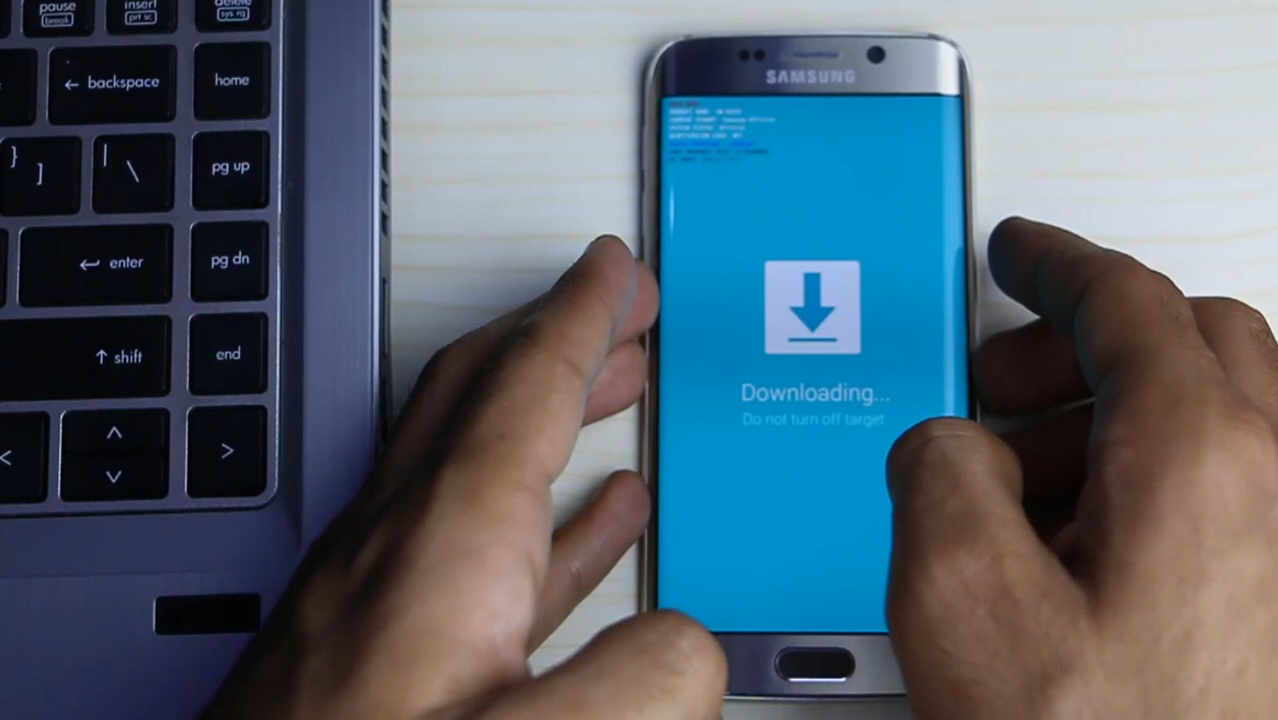 pause
break
insert
prt sc
delete
sys rq
← backspace
home
}
]
|
\
pg up
↵ enter
pg dn
↑ shift
end
<
^
v
>
SAMSUNG
Downloading...
Do not turn off target